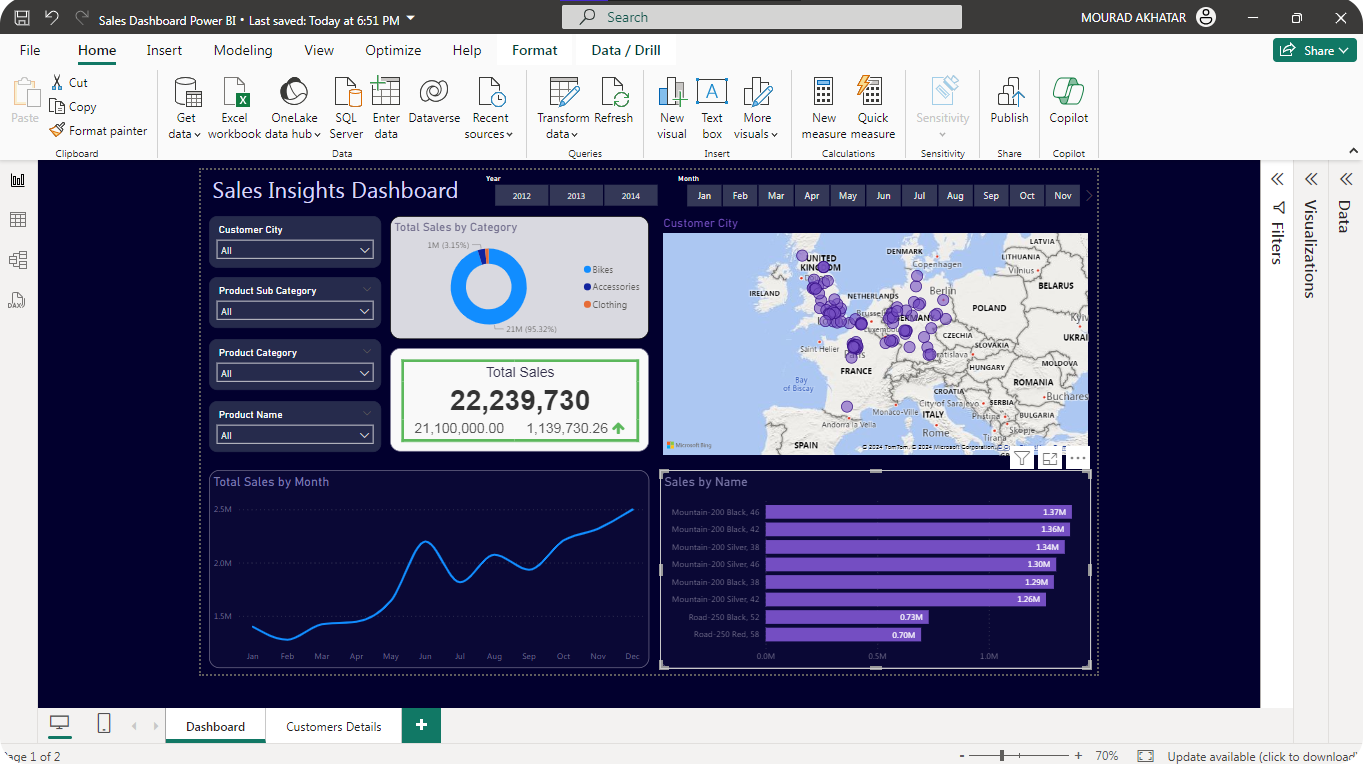 Sales Dashboard Power BI • Last saved: Today at 6:51 PM
Search
MOURAD AKHATAR
File Home Insert Modeling View Optimize Help Format Data / Drill
Share
Paste
Cut
Copy
Format painter
Clipboard
Get data
Excel workbook
OneLake data hub
SQL Server
Enter data
Dataverse
Recent sources
Data
Transform data
Refresh
Queries
New visual
Text box
More visuals
Insert
New measure
Quick measure
Calculations
Sensitivity
Sensitivity
Publish
Share
Copilot
Copilot
Sales Insights Dashboard
Year
2012 2013 2014
Month
Jan Feb Mar Apr May Jun Jul Aug Sep Oct Nov
Customer City
All
Product Sub Category
All
Product Category
All
Product Name
All
Total Sales by Category
1M (3.15%)
21M (95.32%)
Bikes
Accessories
Clothing
Total Sales
22,239,730
21,100,000.00 1,139,730.26
Customer City
LATVIA
DENMARK
UNITED KINGDOM
Copenhagen
LITHUANIA
Vilnius
BELARUS
IRELAND
NETHERLANDS
Berlin
POLAND
GERMANY
Kyiv
CZECHIA
Saint Helier
Paris
SLOVAKIA
FRANCE
HUNGARY
MOLDOVA
Bay of Biscay
ROMANIA
CROATIA
City of Sarajevo
SERBIA
Buchares
Monaco-Ville
ITALY
Pristina
BULGARIA
Andorra la Vella
Rome
Skopje
Tirana
SPAIN
Microsoft Bing
© 2024 TomTom, © 2024 Microsoft Corporation,
Total Sales by Month
2.5M
2.0M
1.5M
Jan Feb Mar Apr May Jun Jul Aug Sep Oct Nov Dec
Sales by Name
Mountain-200 Black, 46 1.37M
Mountain-200 Black, 42 1.36M
Mountain-200 Silver, 38 1.34M
Mountain-200 Silver, 46 1.30M
Mountain-200 Black, 38 1.29M
Mountain-200 Silver, 42 1.26M
Road-250 Black, 52 0.73M
Road-250 Red, 58 0.70M
0.0M 0.5M 1.0M
Filters
Visualizations
Data
Dashboard
Customers Details
age 1 of 2
- + 70%
Update available (click to download